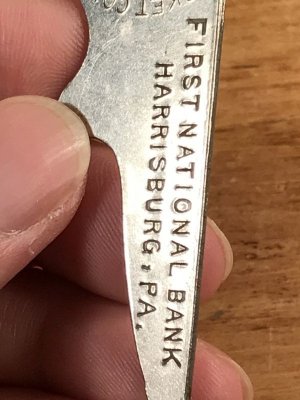 FIRST NATIONAL BANK
HARRISBURG, PA.